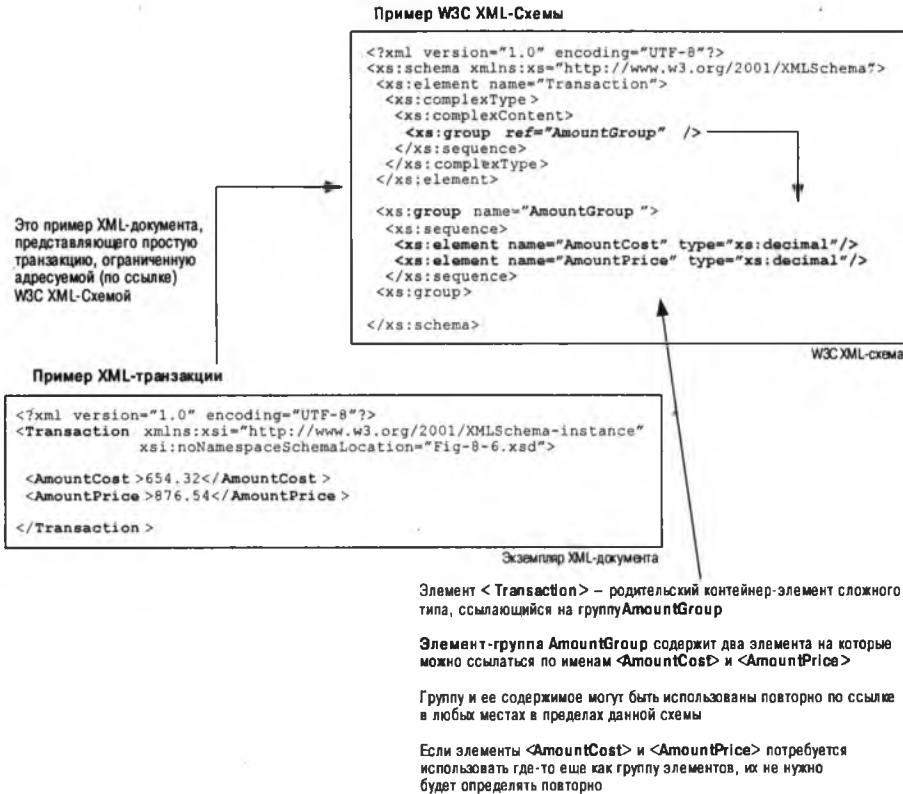 Пример W3C XML-Схемы
<?xml version="1.0" encoding="UTF-8"?>
<xs:schema xmlns:xs="http://www.w3.org/2001/XMLSchema">
<xs:element name="Transaction">
<xs:complexType>
<xs:complexContent>
<xs:group ref="AmountGroup" />
</xs:sequence>
</xs:complexType>
</xs:element>
<xs:group name="AmountGroup ">
<xs:sequence>
<xs:element name="AmountCost" type="xs:decimal"/>
<xs:element name="AmountPrice" type="xs:decimal"/>
</xs:sequence>
<xs:group>
</xs:schema>
W3C XML-схема
Это пример XML-документа,
представляющего простую
транзакцию, ограниченную
адресуемой (по ссылке)
W3C XML-Схемой
Пример XML-транзакции
<?xml version="1.0" encoding="UTF-8"?>
<Transaction xmlns:xsi="http://www.w3.org/2001/XMLSchema-instance"
xsi:noNamespaceSchemaLocation="Fig-8-6.xsd">
<AmountCost >654.32</AmountCost >
<AmountPrice >876.54</AmountPrice >
</Transaction >
Экземпляр XML-документа
Элемент < Transaction> – родительский контейнер-элемент сложного
типа, ссылающийся на группу AmountGroup
Элемент-группа AmountGroup содержит два элемента на которые
можно ссылаться по именам <AmountCost> и <AmountPrice>
Группу и ее содержимое могут быть использованы повторно по ссылке
в любых местах в пределах данной схемы
Если элементы <AmountCost> и <AmountPrice> потребуется
использовать где-то еще как группу элементов, их не нужно
будет определять повторно